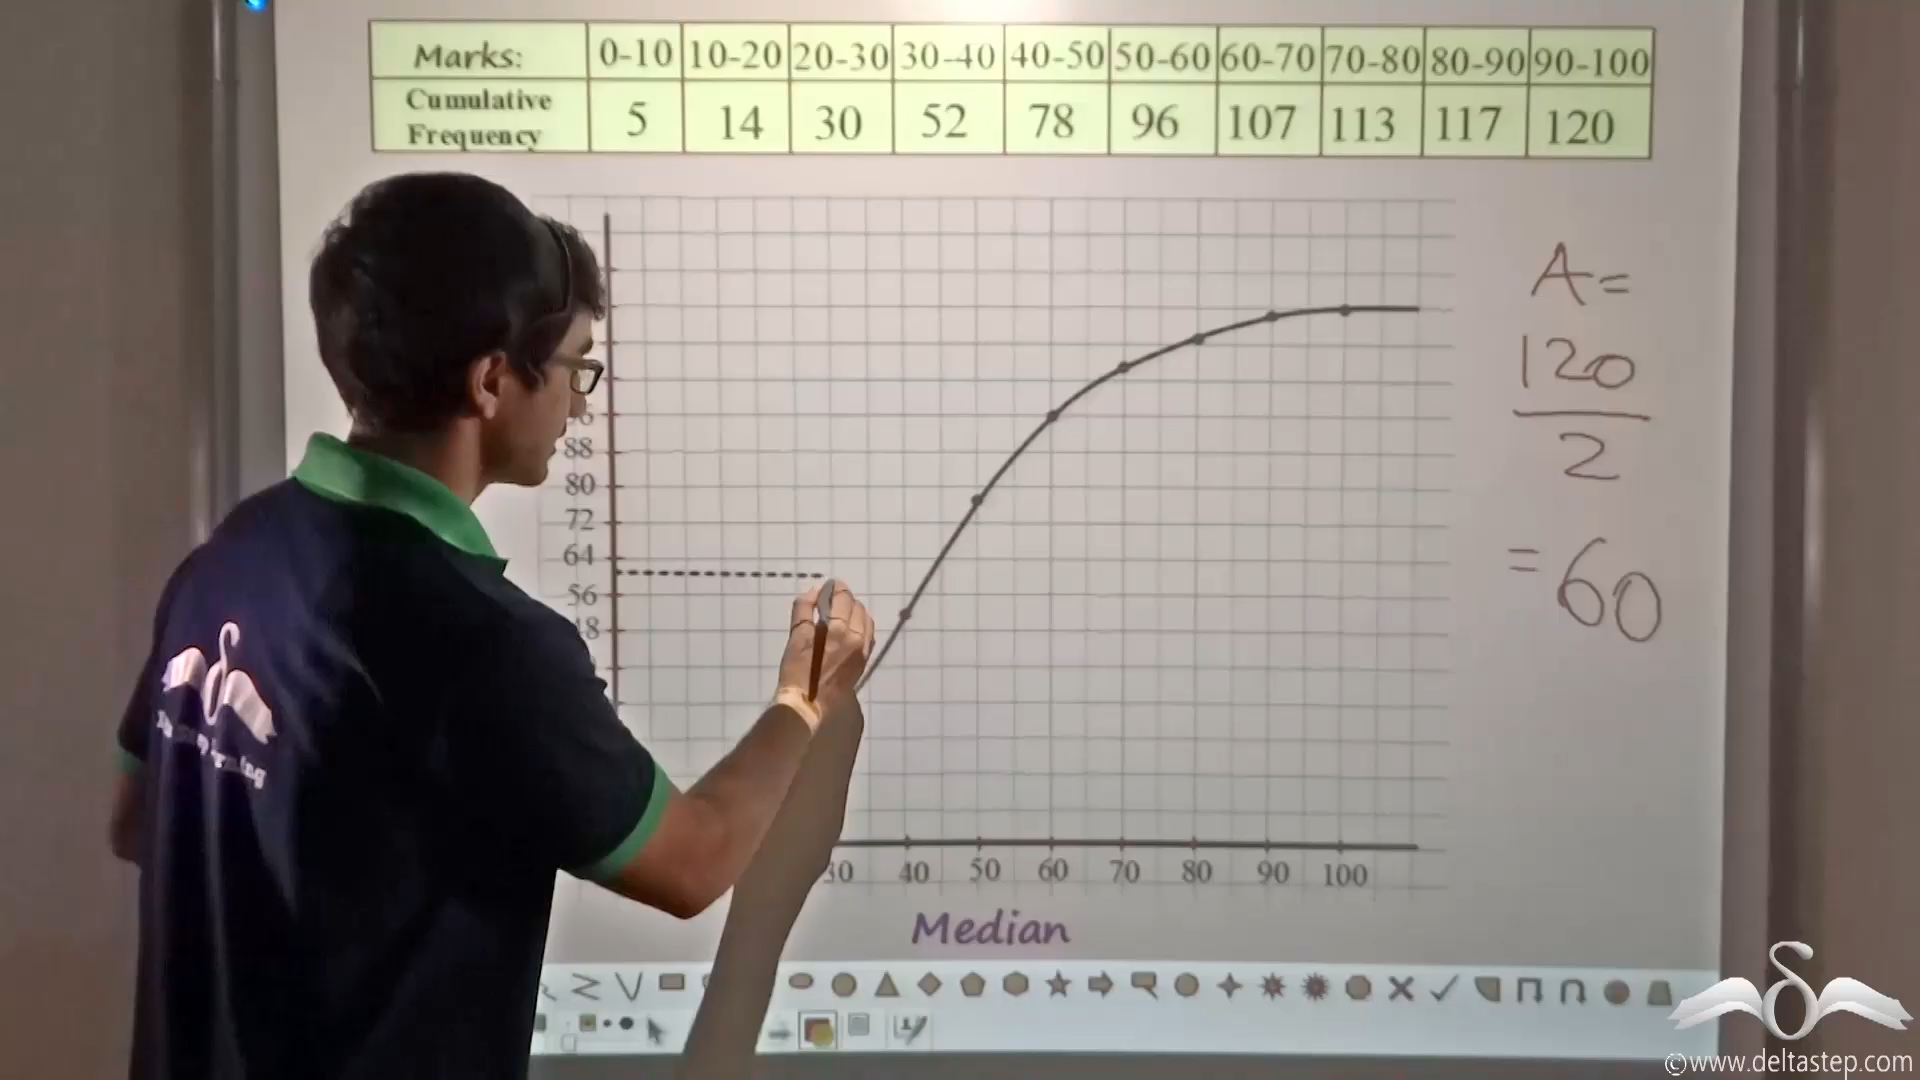 Marks: 0-10 10-20 20-30 30-40 40-50 50-60 60-70 70-80 80-90 90-100
Cumulative Frequency 5 14 30 52 78 96 107 113 117 120
A=
120
2
= 60
88
80
72
64
56
40 50 60 70 80 90 100
Median
©www.deltastep.com